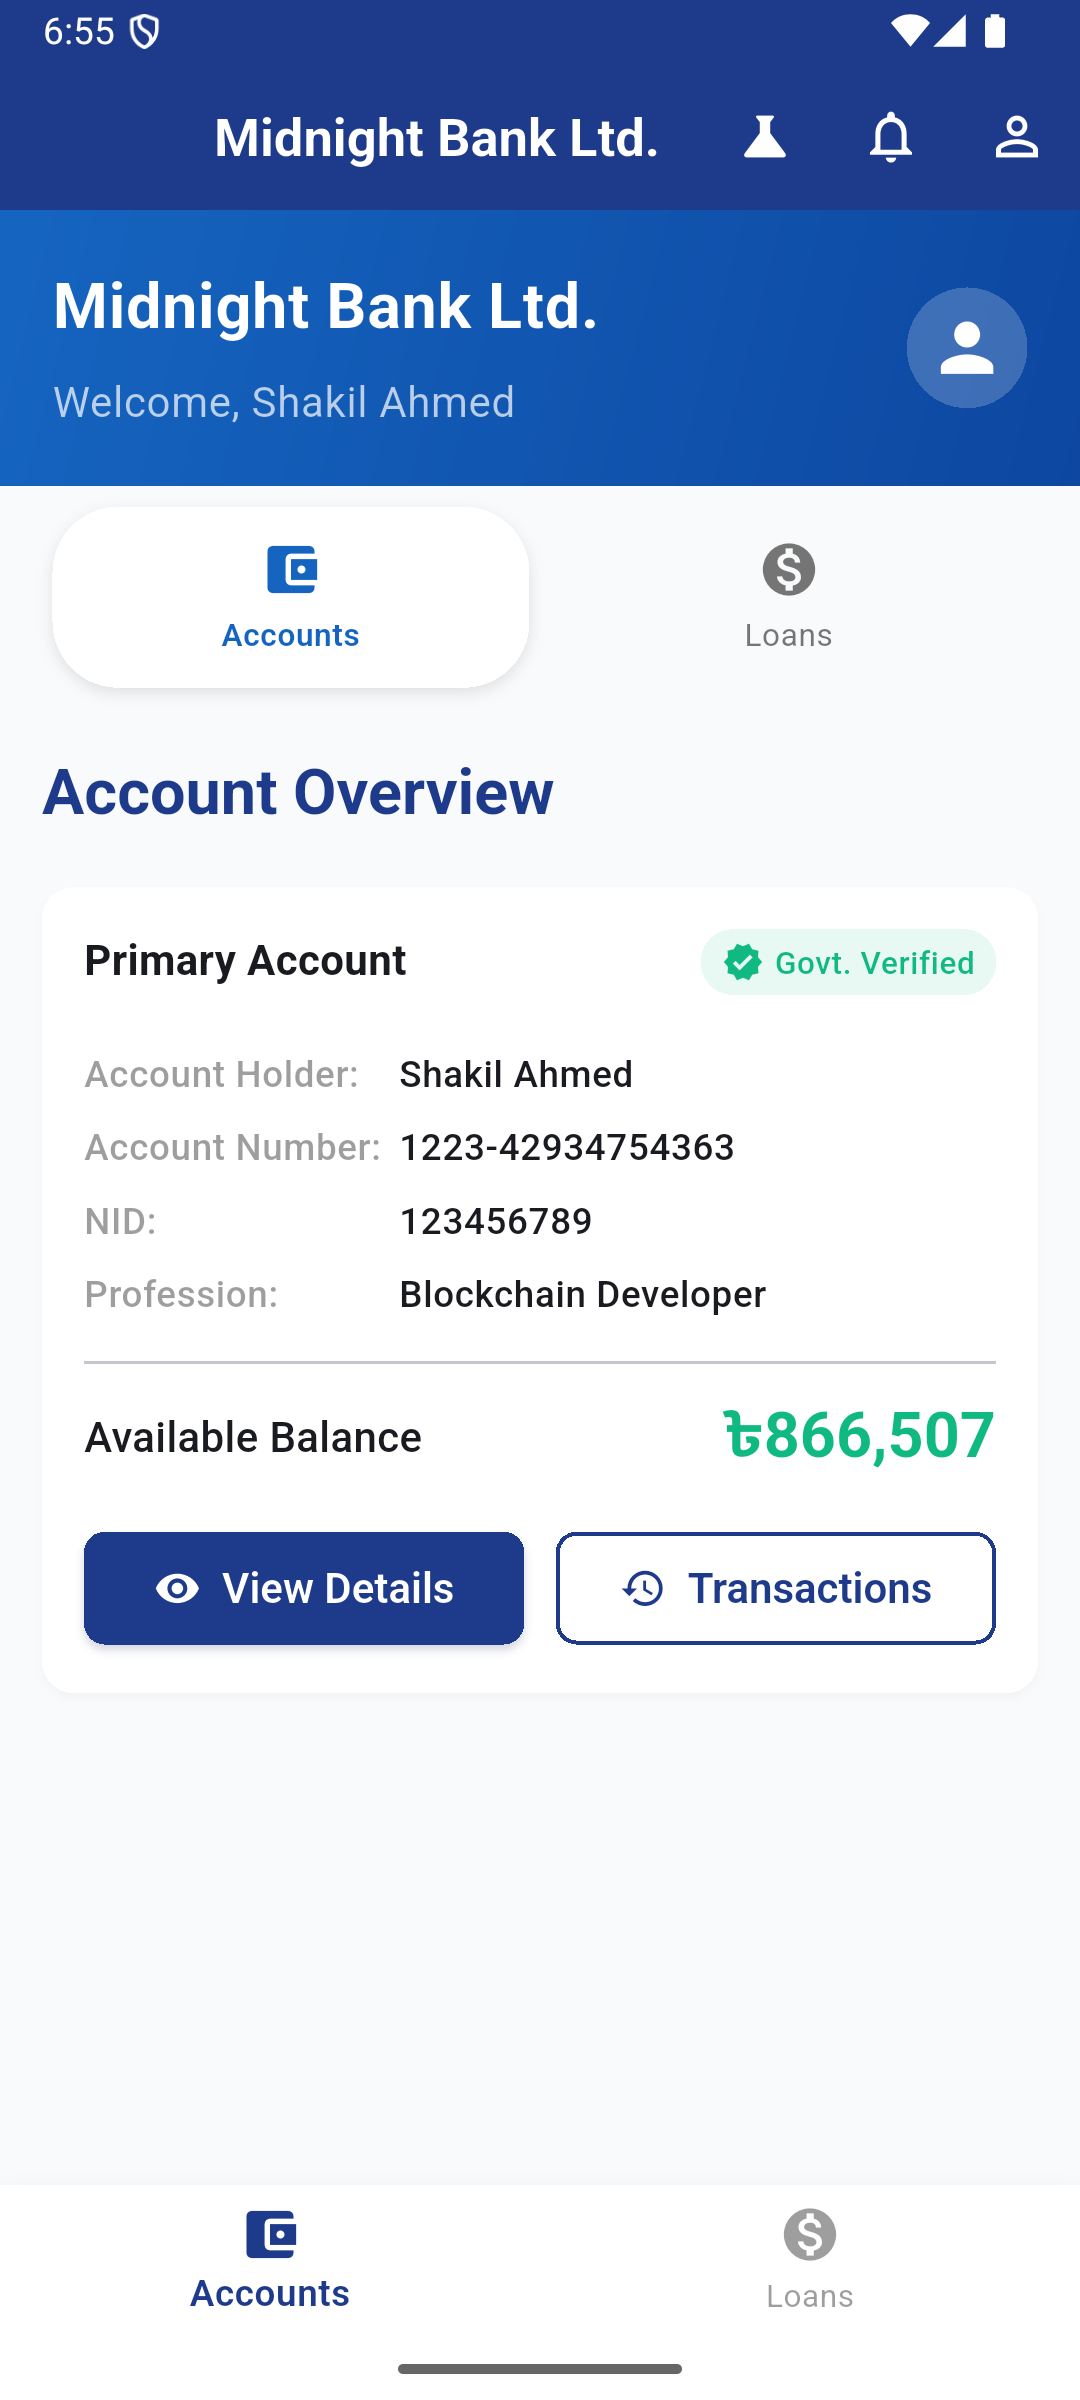 6:55
Midnight Bank Ltd.
Midnight Bank Ltd.
Welcome, Shakil Ahmed
Accounts
Loans
Account Overview
Primary Account
Govt. Verified
Account Holder: Shakil Ahmed
Account Number: 1223-42934754363
NID: 123456789
Profession: Blockchain Developer
Available Balance ৳866,507
View Details
Transactions
Accounts
Loans